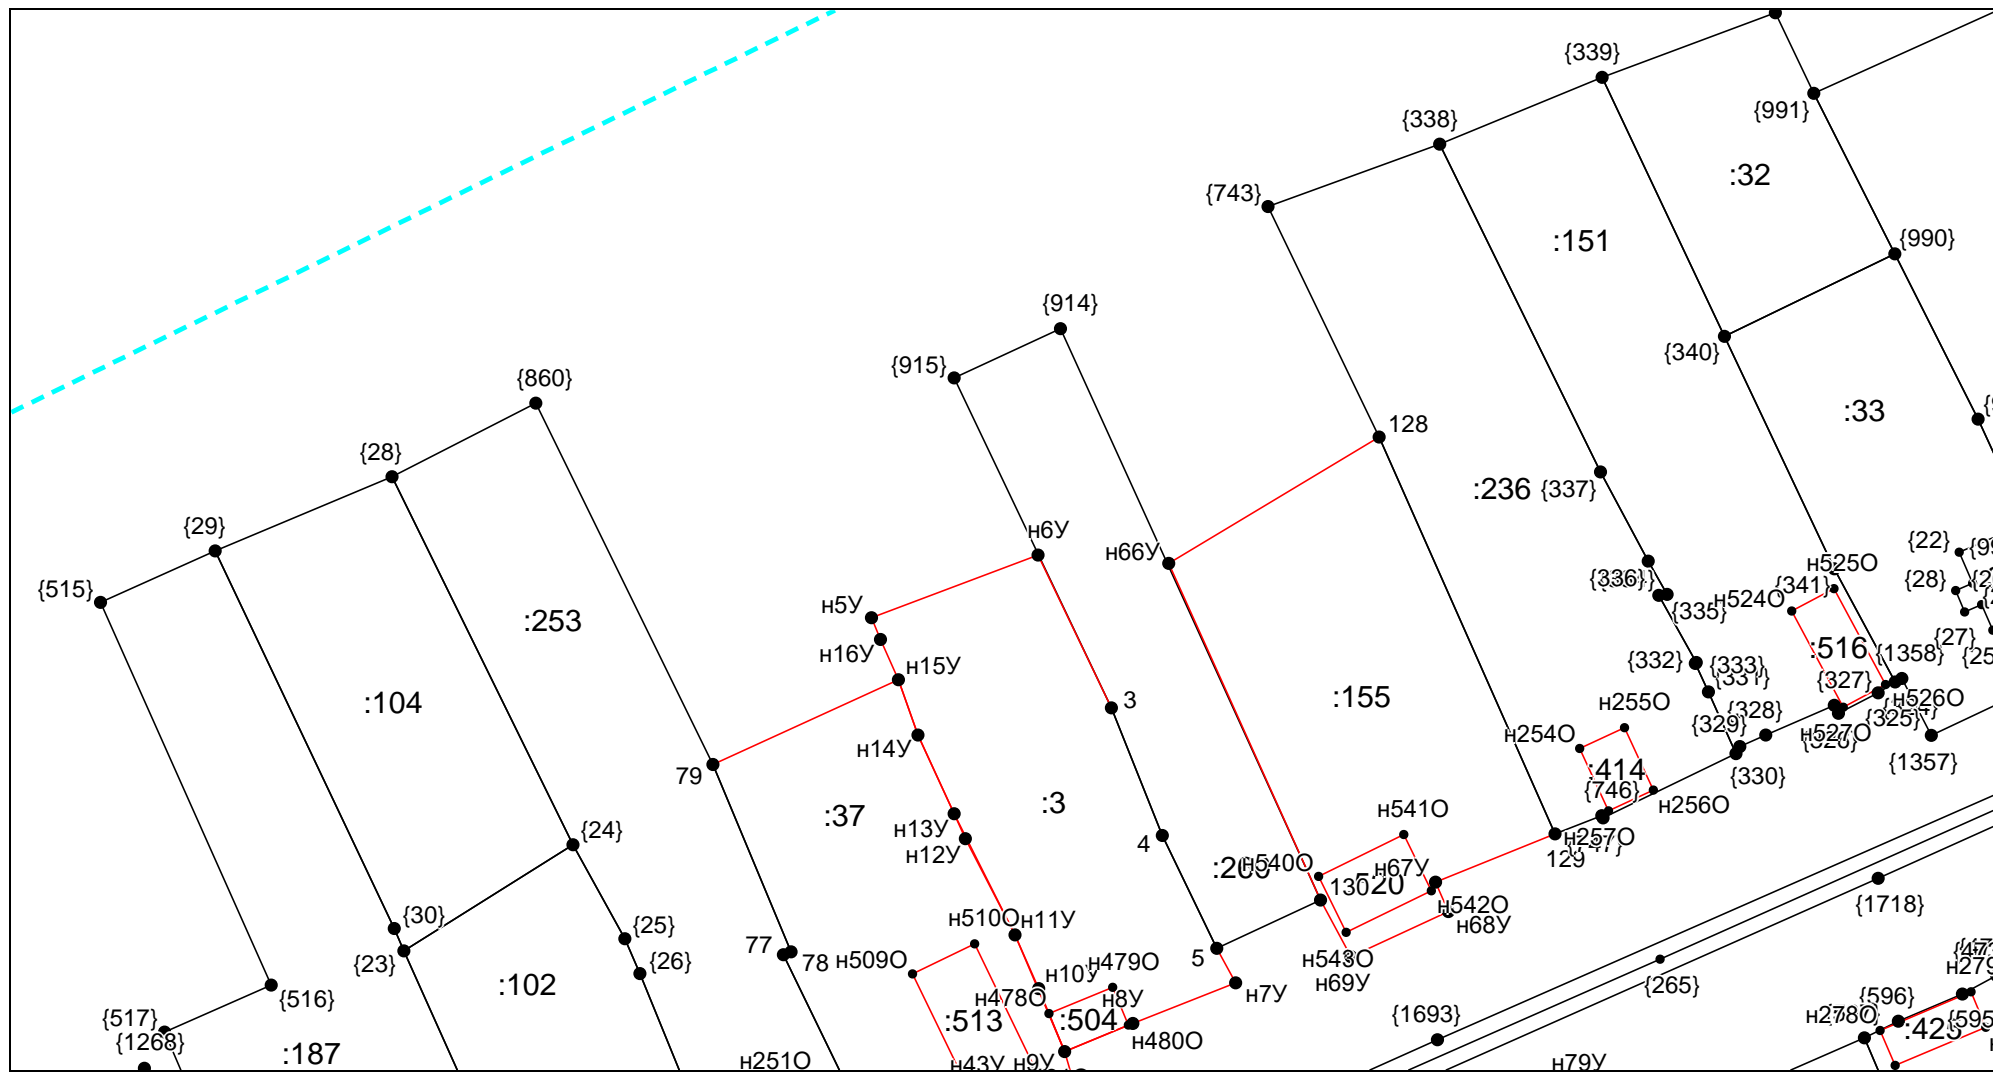 {339}
{991}
{338}
:32
{743}
:151
{990}
{914}
{340}
{915}
{860}
:33
128
{28}
:236
{337}
{29}
н6У
{22}
н66У
н525О
{515}
{28}
{341}
н524О
н5У
{335}
:253
{27}
н16У
н15У
:516
{1358}
{332}
{333}
{327}
:104
:155
3
н526О
н255О
{328}
{329}
{325}
н14У
н254О
н527О
79
{330}
{1357}
:414
{746}
:3
н256О
:37
н541О
н13У
н12У
{24}
4
н257О
129
н540О
н67У
130
:520
{30}
н510О
н11У
н542О
{1718}
н68У
{25}
77
78
5
{23}
н509О
{26}
н543О
н69У
:102
н10У
н479О
н7У
{265}
{516}
н478О
н8У
{596}
{517}
:513
:504
{1693}
{1268}
н480О
:187
н251О
н43У
н9У
н79У